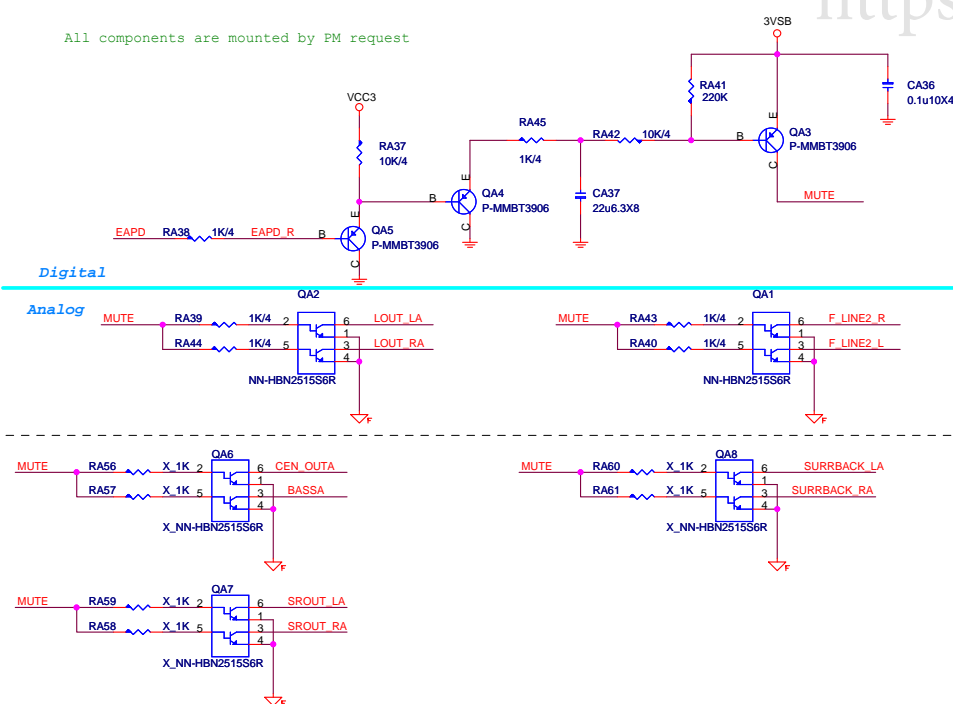 https
All components are mounted by PM request
3VSB
VCC3
RA37
10K/4
RA45
1K/4
RA42 10K/4
RA41
220K
CA36
0.1u10X4
B E C
QA3
P-MMBT3906
MUTE
B E C
QA4
P-MMBT3906
CA37
22u6.3X8
EAPD RA38 1K/4 EAPD_R B E C
QA5
P-MMBT3906
Digital
Analog
QA2
MUTE RA39 1K/4 2 6 LOUT_LA
1
RA44 1K/4 5 3 LOUT_RA
4
NN-HBN2515S6R
F
QA1
MUTE RA43 1K/4 2 6 F_LINE2_R
1
RA40 1K/4 5 3 F_LINE2_L
4
NN-HBN2515S6R
F
QA6
MUTE RA56 X_1K 2 6 CEN_OUTA
1
RA57 X_1K 5 3 BASSA
4
X_NN-HBN2515S6R
F
QA8
MUTE RA60 X_1K 2 6 SURRBACK_LA
1
RA61 X_1K 5 3 SURRBACK_RA
4
X_NN-HBN2515S6R
F
QA7
MUTE RA59 X_1K 2 6 SROUT_LA
1
RA58 X_1K 5 3 SROUT_RA
4
X_NN-HBN2515S6R
F